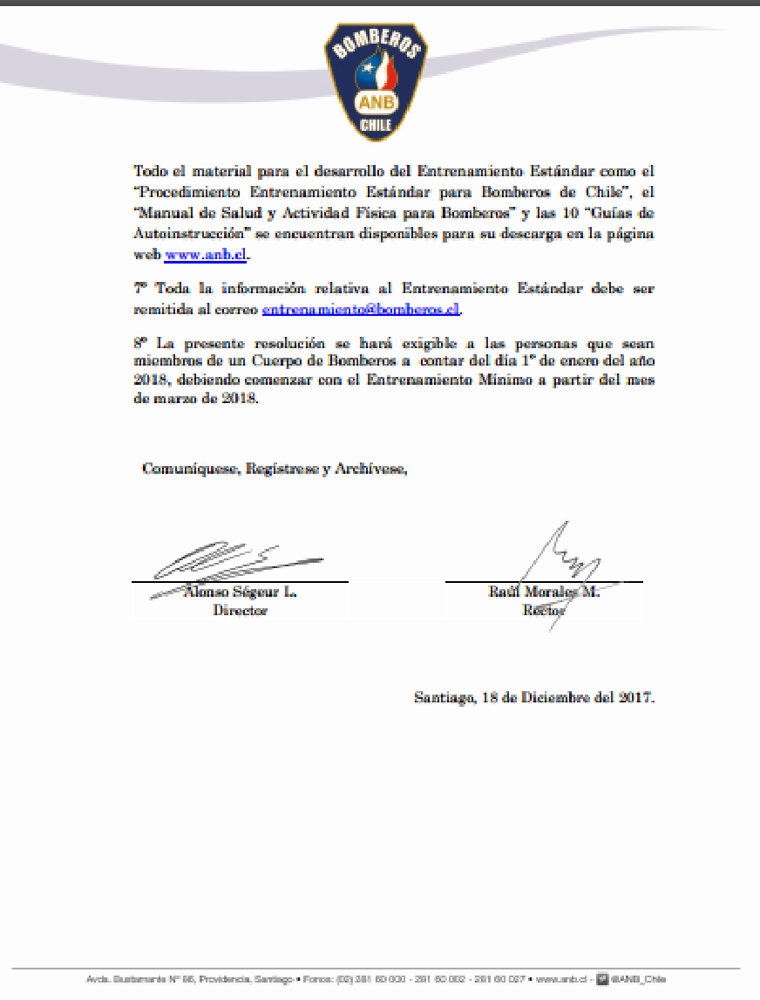 BOMBEROS
ANB
CHILE
Todo el material para el desarrollo del Entrenamiento Estándar como el
“Procedimiento Entrenamiento Estándar para Bomberos de Chile”, el
“Manual de Salud y Actividad Física para Bomberos” y las 10 “Guías de
Autoinstrucción” se encuentran disponibles para su descarga en la página
web www.anb.cl.
7° Toda la información relativa al Entrenamiento Estándar debe ser
remitida al correo entrenamiento@bomberos.cl.
8° La presente resolución se hará exigible a las personas que sean
miembros de un Cuerpo de Bomberos a contar del día 1° de enero del año
2018, debiendo comenzar con el Entrenamiento Mínimo a partir del mes
de marzo de 2018.
Comuníquese, Regístrese y Archívese,
Alonso Ségeur L. Raúl Morales M.
Director Rector
Santiago, 18 de Diciembre del 2017.
Avda. Bustamante N° 86, Providencia, Santiago • Fonos: (02) 281 60 000 - 281 60 002 - 281 60 027 • www.anb.cl - @ANB_Chile